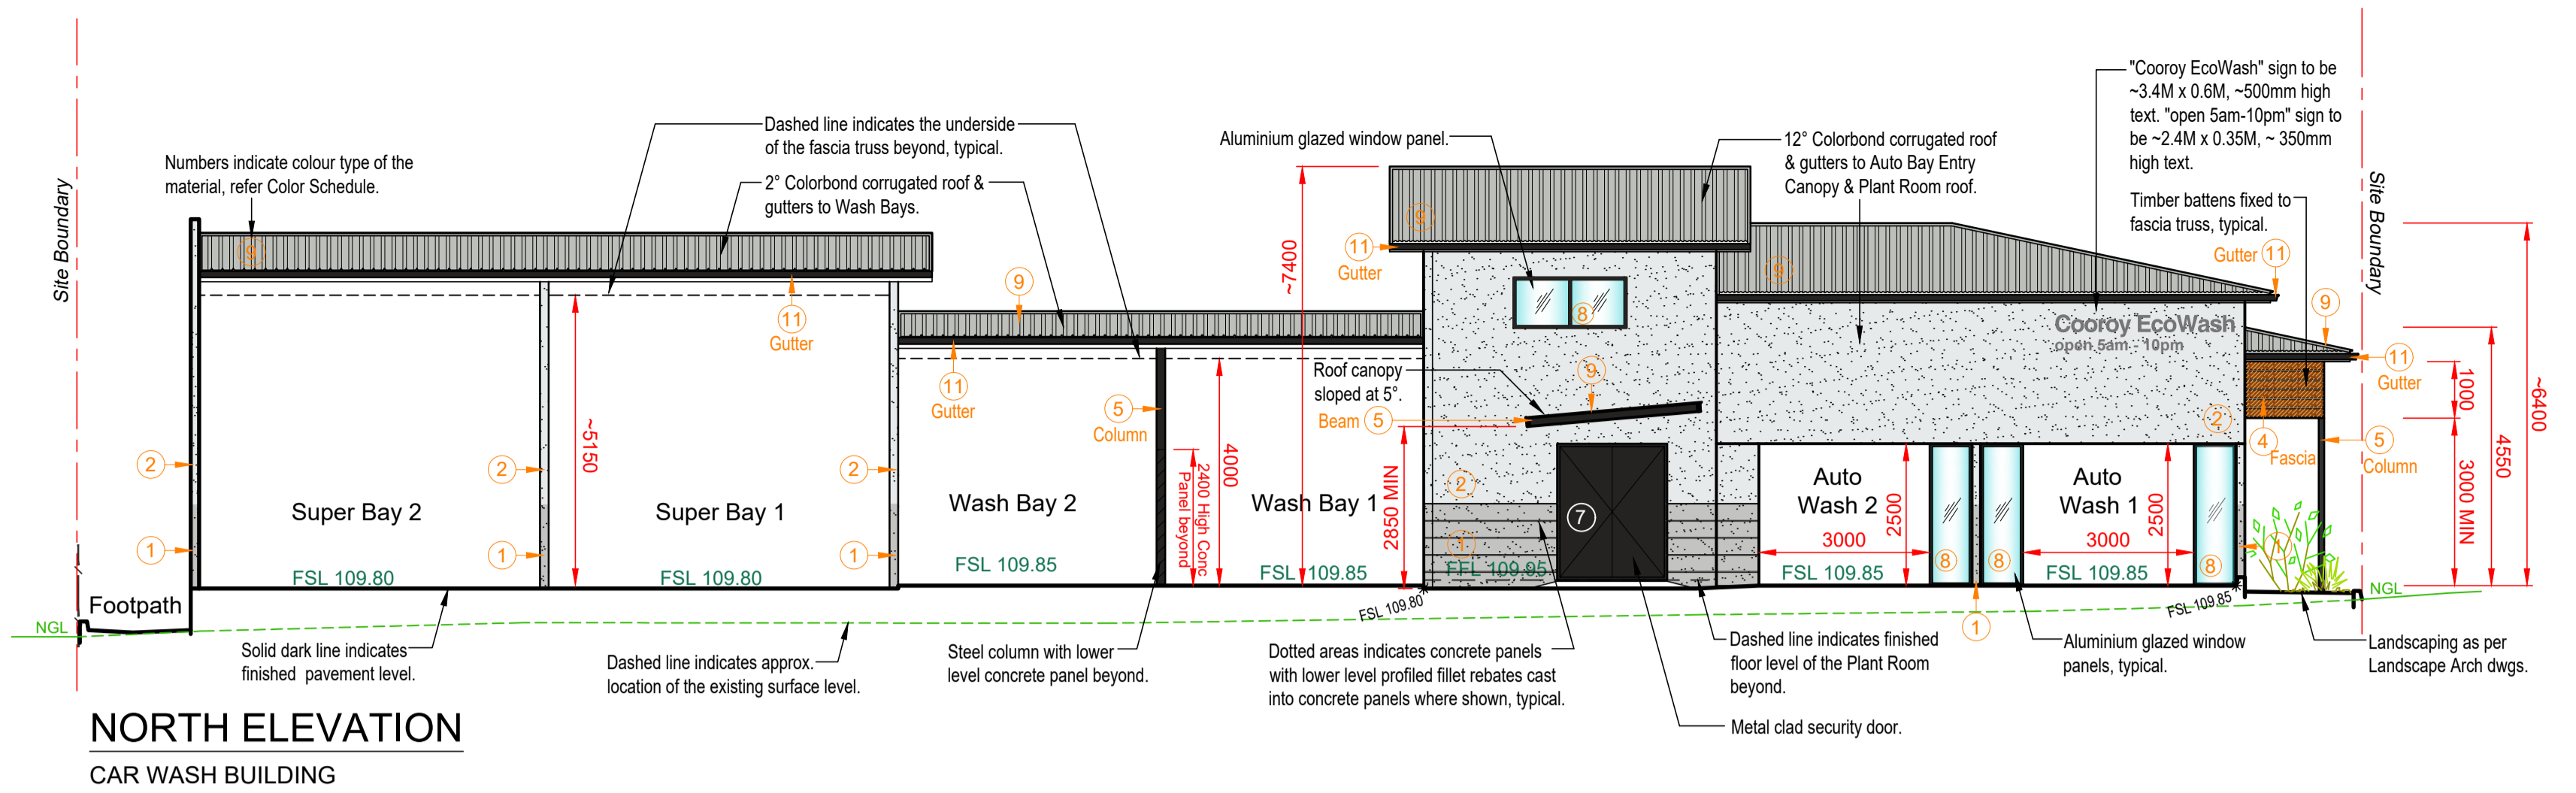 "Cooroy EcoWash" sign to be
~3.4M x 0.6M, ~500mm high
text. "open 5am-10pm" sign to
be ~2.4M x 0.35M, ~ 350mm
high text.
Dashed line indicates the underside
of the fascia truss beyond, typical.
Aluminium glazed window panel.
12° Colorbond corrugated roof
& gutters to Auto Bay Entry
Canopy & Plant Room roof.
Numbers indicate colour type of the
material, refer Color Schedule.
2° Colorbond corrugated roof &
gutters to Wash Bays.
Timber battens fixed to
fascia truss, typical.
Site Boundary
Site Boundary
9
9
11
Gutter
~7400
9
Gutter 11
9
11
Gutter
9
8
Cooroy EcoWash
open 5am - 10pm
9
11
Gutter
11
Gutter
Roof canopy
sloped at 5°.
9
Beam 5
5
Column
2
4
Fascia
5
Column
1000
3000 MIN
4550
~6400
2
2
2
~5150
4000
2400 High Conc
Panel beyond
2850 MIN
2
7
Super Bay 2
Super Bay 1
Wash Bay 2
Wash Bay 1
Auto
Wash 2
Auto
Wash 1
2500
2500
3000
3000
1
1
1
1
1
8
8
8
1
FSL 109.80
FSL 109.80
FSL 109.85
FSL 109.85
FFL 109.95
FSL 109.85
FSL 109.85
Footpath
NGL
NGL
FSL 109.80
FSL 109.85
Solid dark line indicates
finished pavement level.
Dashed line indicates approx.
location of the existing surface level.
Steel column with lower
level concrete panel beyond.
Dotted areas indicates concrete panels
with lower level profiled fillet rebates cast
into concrete panels where shown, typical.
Dashed line indicates finished
floor level of the Plant Room
beyond.
Metal clad security door.
Aluminium glazed window
panels, typical.
Landscaping as per
Landscape Arch dwgs.
NORTH ELEVATION
CAR WASH BUILDING